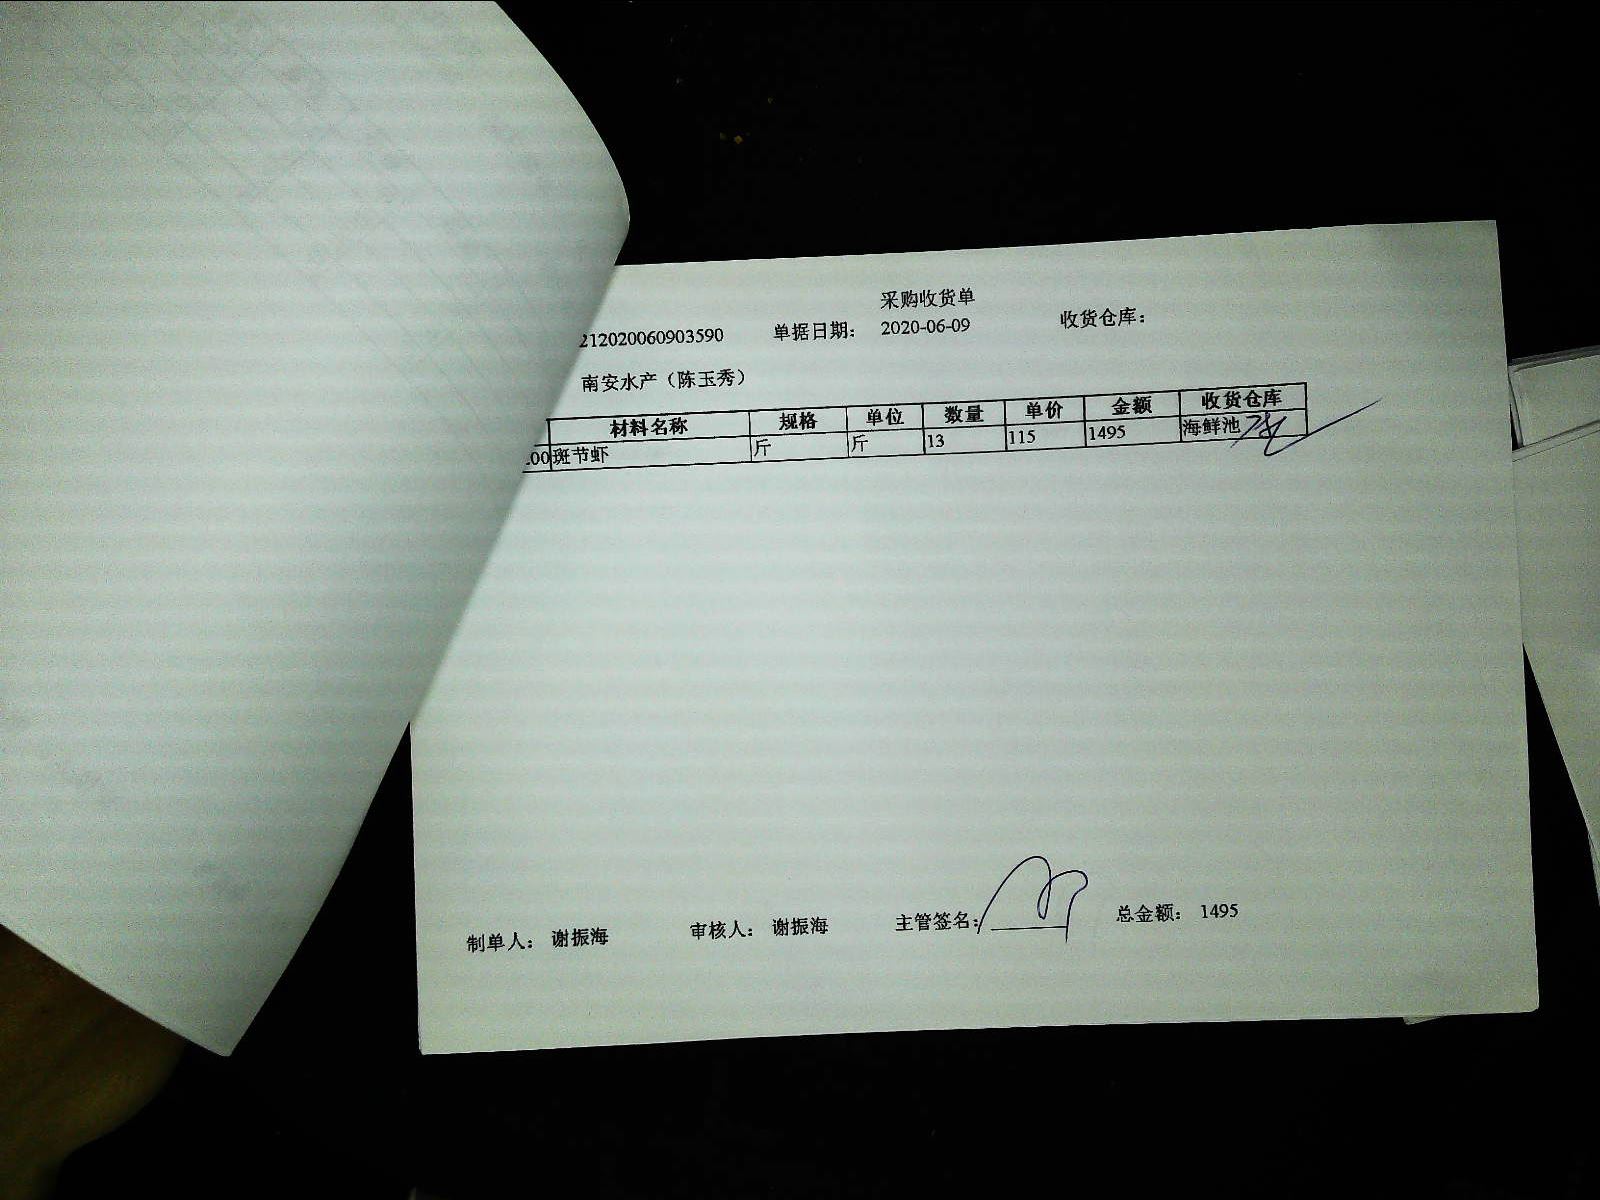 采购收货单
212020060903590 单据日期： 2020-06-09 收货仓库：
南安水产（陈玉秀）
材料名称 规格 单位 数量 单价 金额 收货仓库
00 斑节虾 斤 斤 13 115 1495 海鲜池
制单人： 谢振海 审核人： 谢振海 主管签名： 总金额： 1495